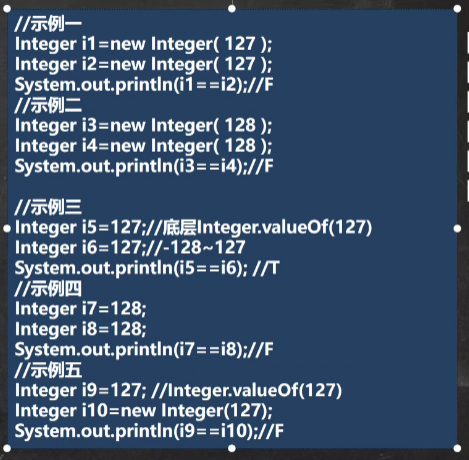 //示例一
Integer i1=new Integer( 127 );
Integer i2=new Integer( 127 );
System.out.println(i1==i2);//F
//示例二
Integer i3=new Integer( 128 );
Integer i4=new Integer( 128 );
System.out.println(i3==i4);//F
//示例三
Integer i5=127;//底层Integer.valueOf(127)
Integer i6=127;//-128~127
System.out.println(i5==i6); //T
//示例四
Integer i7=128;
Integer i8=128;
System.out.println(i7==i8);//F
//示例五
Integer i9=127; //Integer.valueOf(127)
Integer i10=new Integer(127);
System.out.println(i9==i10);//F